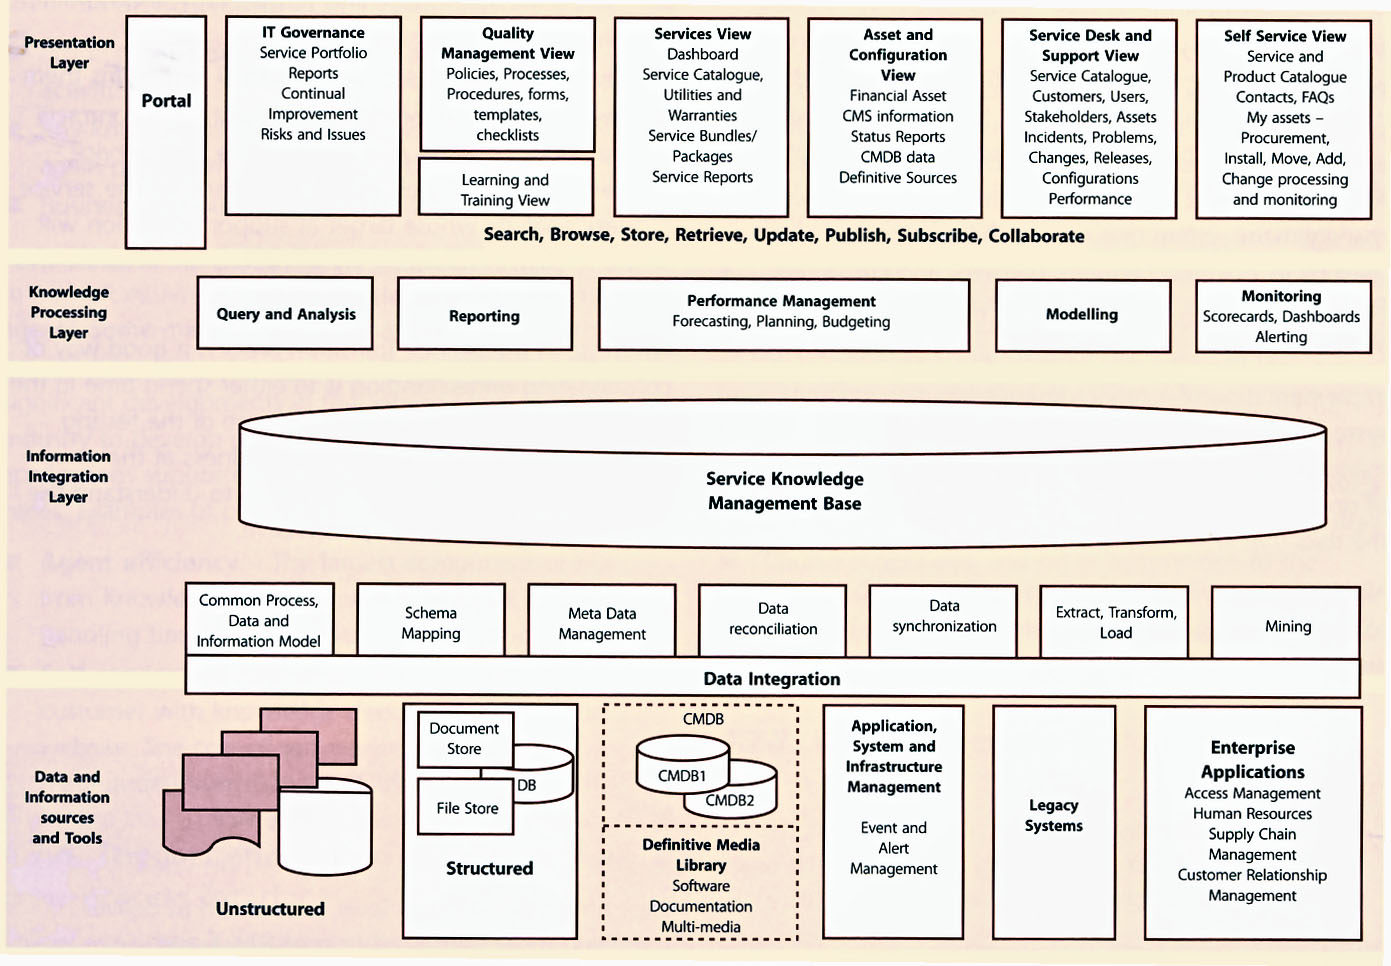 Presentation
Layer
Portal
IT Governance
Service Portfolio
Reports
Continual
Improvement
Risks and Issues
Quality
Management View
Policies, Processes,
Procedures, forms,
templates,
checklists
Learning and
Training View
Services View
Dashboard
Service Catalogue,
Utilities and
Warranties
Service Bundles/
Packages
Service Reports
Asset and
Configuration
View
Financial Asset
CMS information
Status Reports
CMDB data
Definitive Sources
Service Desk and
Support View
Service Catalogue,
Customers, Users,
Stakeholders, Assets
Incidents, Problems,
Changes, Releases,
Configurations
Performance
Self Service View
Service and
Product Catalogue
Contacts, FAQs
My assets –
Procurement,
Install, Move, Add,
Change processing
and monitoring
Search, Browse, Store, Retrieve, Update, Publish, Subscribe, Collaborate
Knowledge
Processing
Layer
Query and Analysis
Reporting
Performance Management
Forecasting, Planning, Budgeting
Modelling
Monitoring
Scorecards, Dashboards
Alerting
Information
Integration
Layer
Service Knowledge
Management Base
Common Process,
Data and
Information Model
Schema
Mapping
Meta Data
Management
Data
reconciliation
Data
synchronization
Extract, Transform,
Load
Mining
Data Integration
Data and
Information
sources
and Tools
Unstructured
Document
Store
DB
File Store
Structured
CMDB
CMDB1
CMDB2
Definitive Media
Library
Software
Documentation
Multi-media
Application,
System and
Infrastructure
Management
Event and
Alert
Management
Legacy
Systems
Enterprise
Applications
Access Management
Human Resources
Supply Chain
Management
Customer Relationship
Management